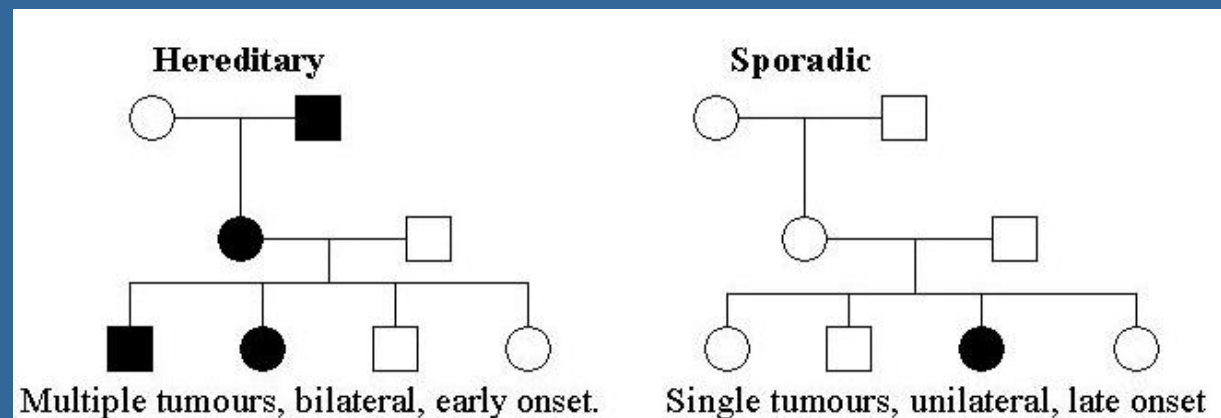 Hereditary
Sporadic
Multiple tumours, bilateral, early onset.
Single tumours, unilateral, late onset